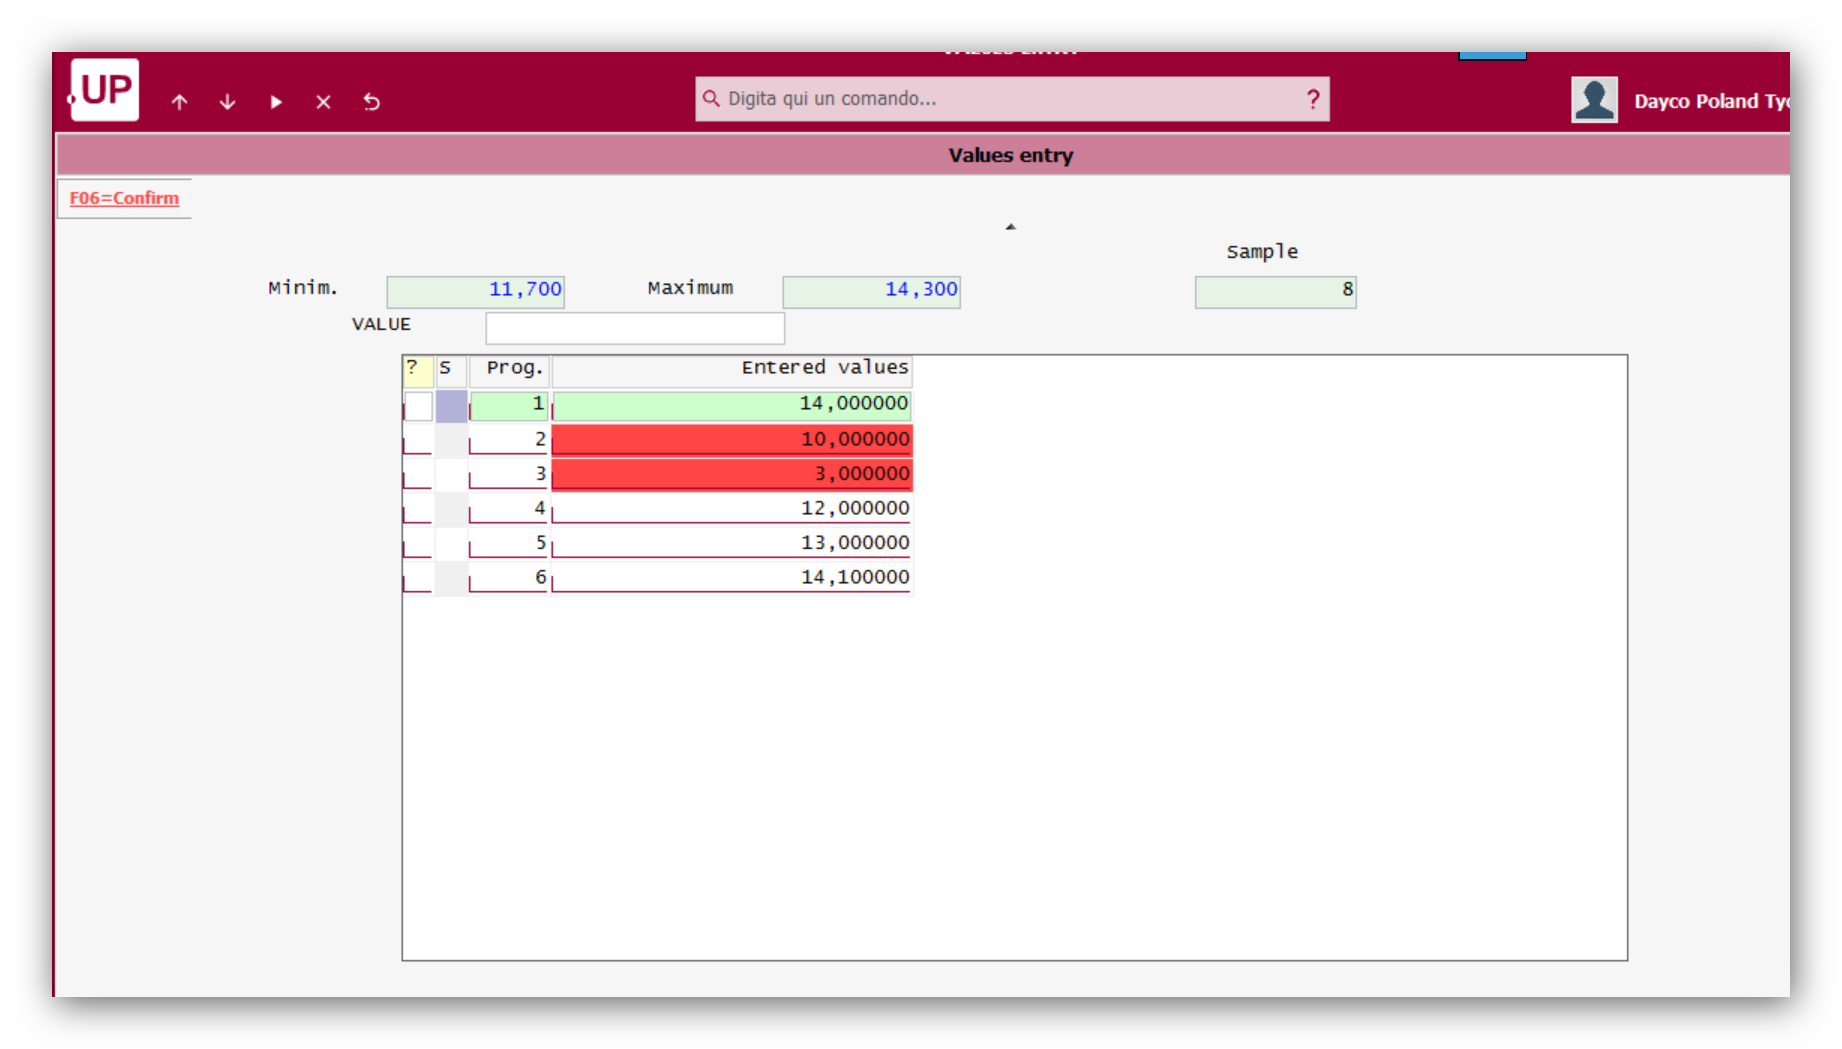 .UP
Digita qui un comando...
?
Dayco Poland
Values entry
F06=Confirm
Sample
Minim. 11,700 Maximum 14,300 8
VALUE
? S Prog. Entered values
1 14,000000
2 10,000000
3 3,000000
4 12,000000
5 13,000000
6 14,100000